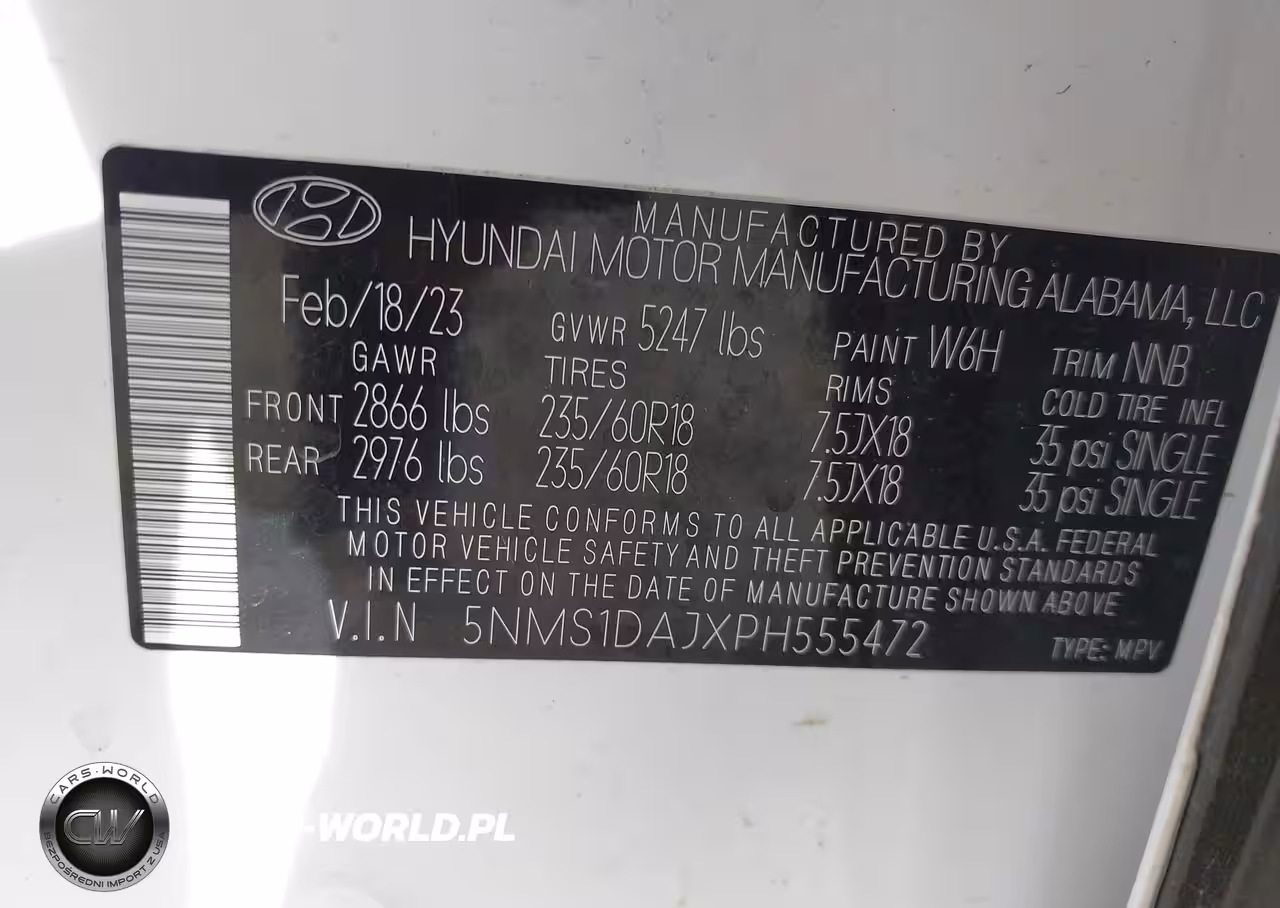 MANUFACTURED BY
HYUNDAI MOTOR MANUFACTURING ALABAMA, LLC
Feb/18/23 GVWR 5247 lbs PAINT W6H TRIM NNB
GAWR TIRES RIMS COLD TIRE INFL
FRONT 2866 lbs 235/60R18 7.5JX18 35 psi SINGLE
REAR 2976 lbs 235/60R18 7.5JX18 35 psi SINGLE
THIS VEHICLE CONFORMS TO ALL APPLICABLE U.S.A. FEDERAL
MOTOR VEHICLE SAFETY AND THEFT PREVENTION STANDARDS
IN EFFECT ON THE DATE OF MANUFACTURE SHOWN ABOVE
V.I.N 5NMS1DAJXPH555472 TYPE: MPV
CARS-WORLD
CW
BEZPOŚREDNI IMPORT Z USA
-WORLD.PL